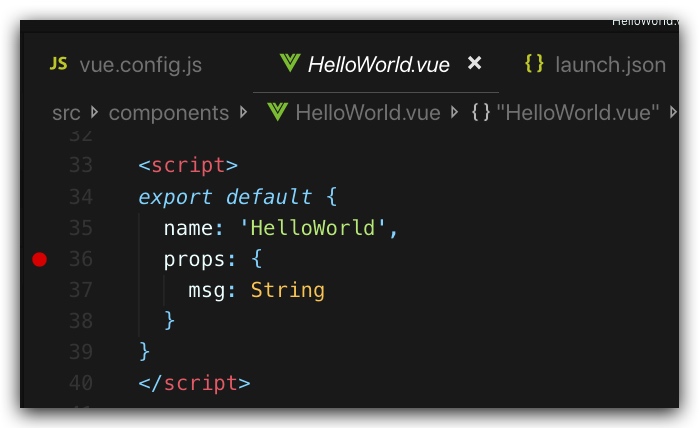 HelloWorld.v
JS vue.config.js HelloWorld.vue × { } launch.json
src components HelloWorld.vue {} "HelloWorld.vue"
32
33 <script>
34 export default {
35 name: 'HelloWorld',
36 props: {
37 msg: String
38 }
39 }
40 </script>